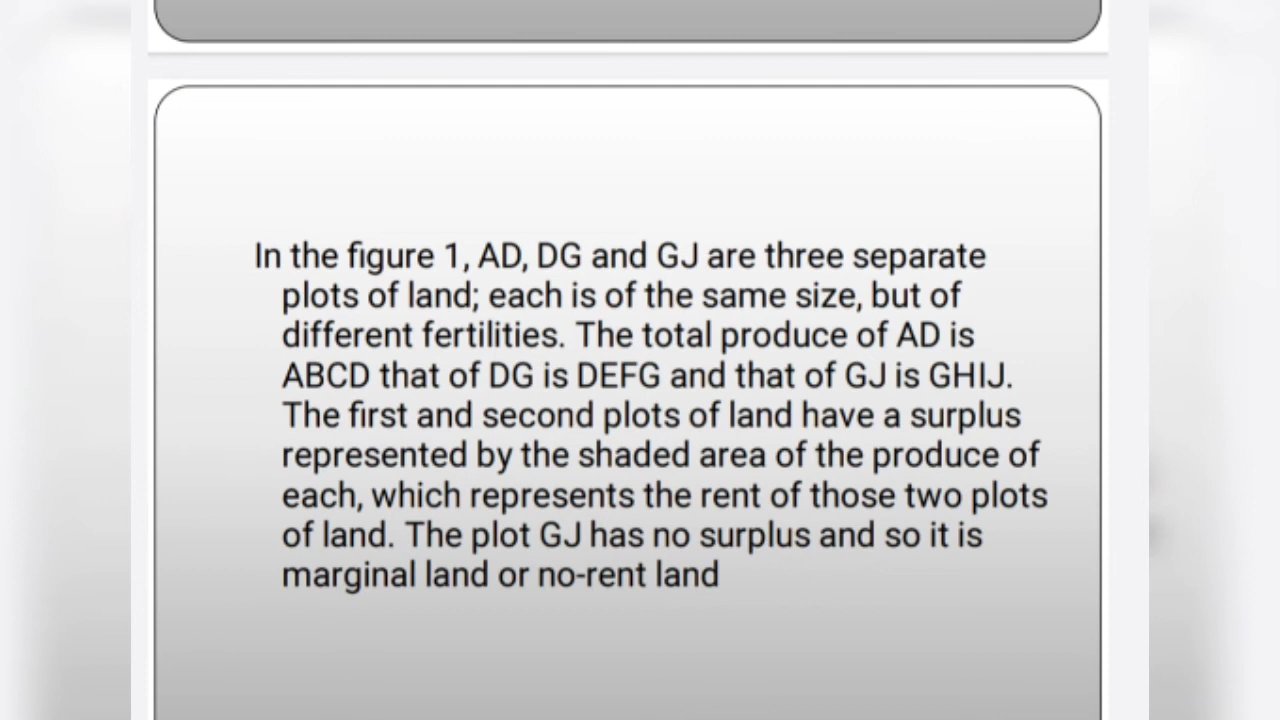 In the figure 1, AD, DG and GJ are three separate
plots of land; each is of the same size, but of
different fertilities. The total produce of AD is
ABCD that of DG is DEFG and that of GJ is GHIJ.
The first and second plots of land have a surplus
represented by the shaded area of the produce of
each, which represents the rent of those two plots
of land. The plot GJ has no surplus and so it is
marginal land or no-rent land